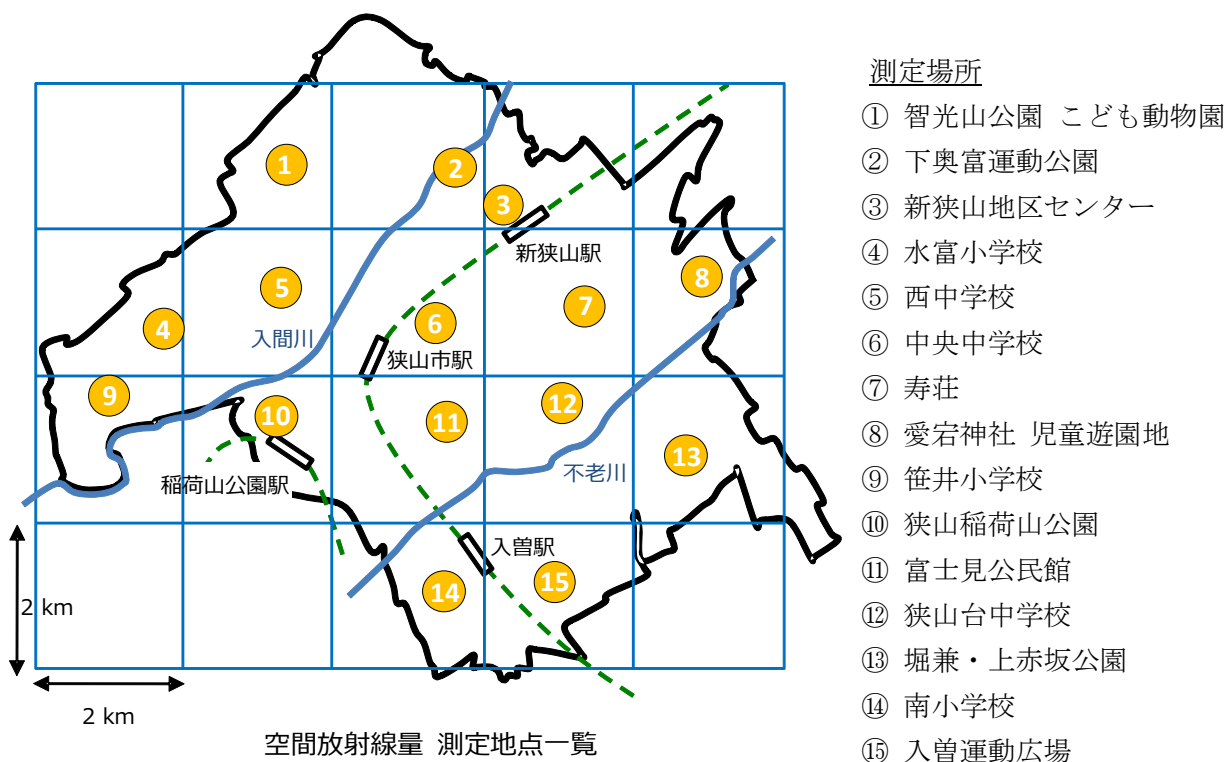 1
2
3
新狭山駅
4
5
6
7
8
入間川
狭山市駅
9
10
11
12
13
稲荷山公園駅
不老川
入曽駅
14
15
2 km
2 km
空間放射線量 測定地点一覧
測定場所
① 智光山公園 こども動物園
② 下奥富運動公園
③ 新狭山地区センター
④ 水富小学校
⑤ 西中学校
⑥ 中央中学校
⑦ 寿荘
⑧ 愛宕神社 児童遊園地
⑨ 笹井小学校
⑩ 狭山稲荷山公園
⑪ 富士見公民館
⑫ 狭山台中学校
⑬ 堀兼・上赤坂公園
⑭ 南小学校
⑮ 入曽運動広場